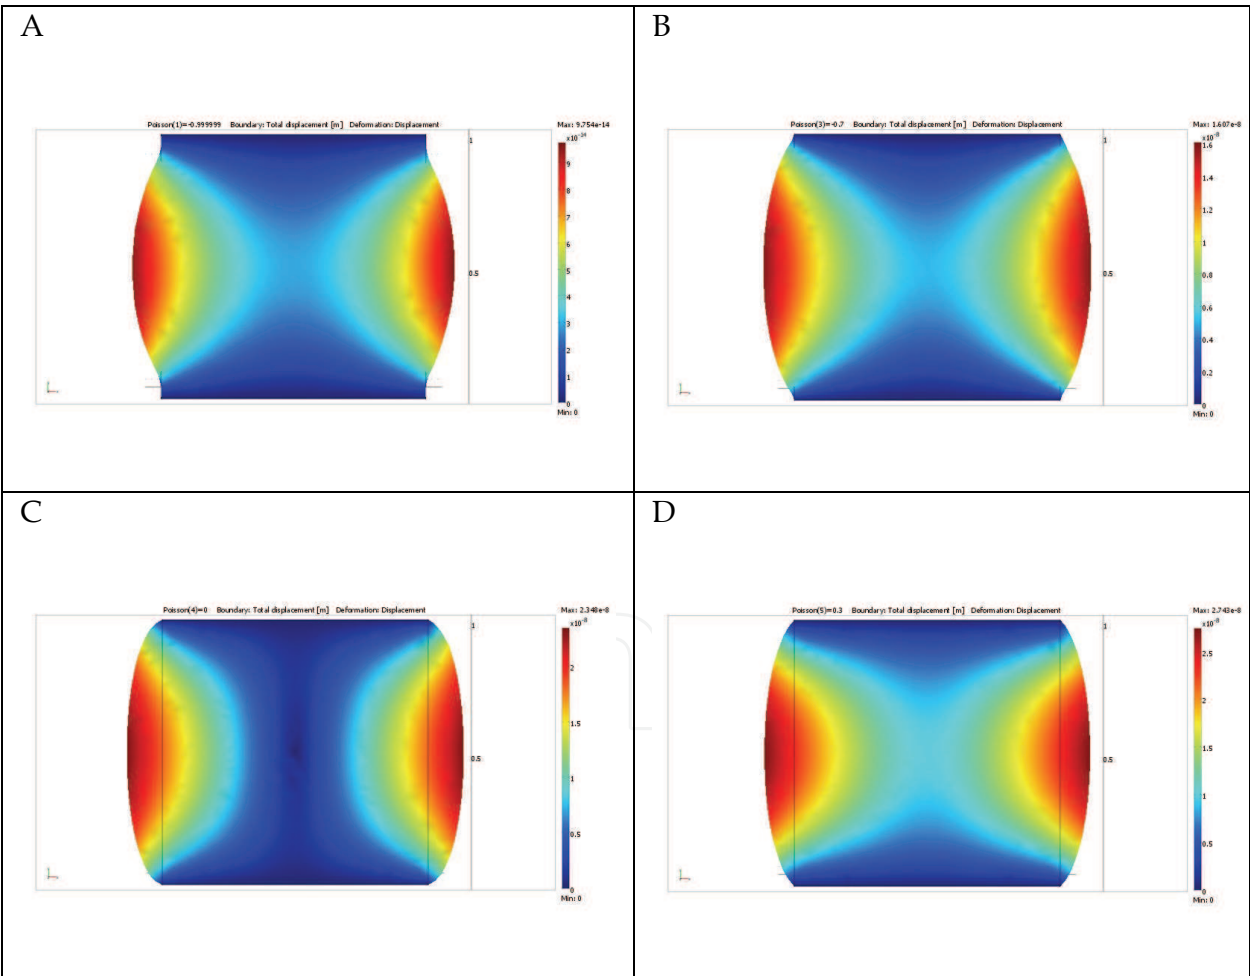 A
Poisson(1)=-0.999999 Boundary: Total displacement [m] Deformation: Displacement
Max: 9.754e-14
x10⁻¹⁴
9
8
7
6
5
4
3
2
1
0
Min: 0
1
0.5
B
Poisson(3)=-0.7 Boundary: Total displacement [m] Deformation: Displacement
Max: 1.607e-8
x10⁻⁸
1.6
1.4
1.2
1
0.8
0.6
0.4
0.2
0
Min: 0
1
0.5
C
Poisson(4)=0 Boundary: Total displacement [m] Deformation: Displacement
Max: 2.348e-8
x10⁻⁸
2
1.5
1
0.5
0
Min: 0
1
0.5
D
Poisson(5)=0.3 Boundary: Total displacement [m] Deformation: Displacement
Max: 2.743e-8
x10⁻⁸
2.5
2
1.5
1
0.5
0
Min: 0
1
0.5